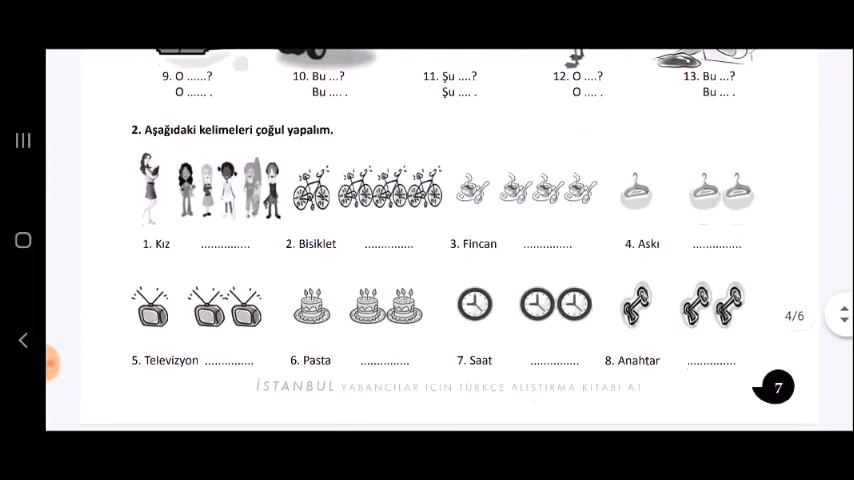 9. O ......?
10. Bu ...?
11. Şu ....?
12. O ....?
13. Bu ...?
O ...... .
Bu .... .
Şu .... .
O .... .
Bu ... .
2. Aşağıdaki kelimeleri çoğul yapalım.
1. Kız ...............
2. Bisiklet ...............
3. Fincan ...............
4. Askı ...............
5. Televizyon ...............
6. Pasta ...............
7. Saat ...............
8. Anahtar ...............
4/6
İSTANBUL YABANCILAR İÇİN TÜRKÇE ALIŞTIRMA KİTABI A1
7